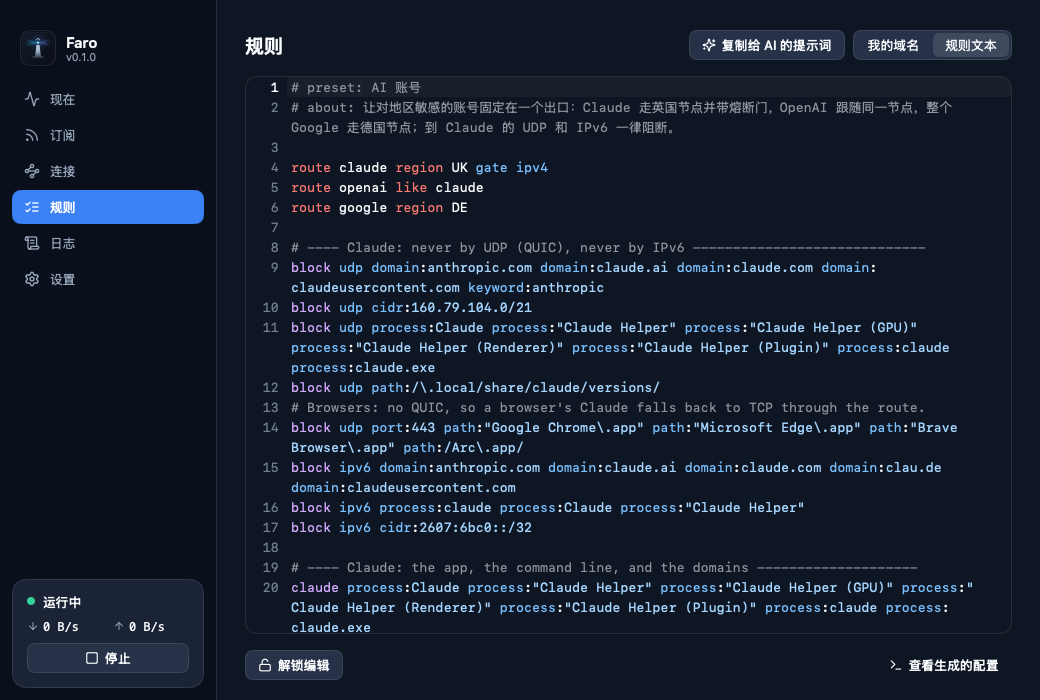 Faro
v0.1.0
现在
订阅
连接
规则
日志
设置
运行中
↓ 0 B/s ↑ 0 B/s
停止
规则
复制给 AI 的提示词
我的域名
规则文本
1 # preset: AI 账号
2 # about: 让对地区敏感的账号固定在一个出口：Claude 走英国节点并带熔断门，OpenAI 跟随同一节点，整个
Google 走德国节点；到 Claude 的 UDP 和 IPv6 一律阻断。
3
4 route claude region UK gate ipv4
5 route openai like claude
6 route google region DE
7
8 # ---- Claude: never by UDP (QUIC), never by IPv6 -----------------------------
9 block udp domain:anthropic.com domain:claude.ai domain:claude.com domain:
claudeusercontent.com keyword:anthropic
10 block udp cidr:160.79.104.0/21
11 block udp process:Claude process:"Claude Helper" process:"Claude Helper (GPU)"
process:"Claude Helper (Renderer)" process:"Claude Helper (Plugin)" process:claude
process:claude.exe
12 block udp path:/\.local/share/claude/versions/
13 # Browsers: no QUIC, so a browser's Claude falls back to TCP through the route.
14 block udp port:443 path:"Google Chrome\.app" path:"Microsoft Edge\.app" path:"Brave
Browser\.app" path:/Arc\.app/
15 block ipv6 domain:anthropic.com domain:claude.ai domain:claude.com domain:clau.de
domain:claudeusercontent.com
16 block ipv6 process:claude process:Claude process:"Claude Helper"
17 block ipv6 cidr:2607:6bc0::/32
18
19 # ---- Claude: the app, the command line, and the domains --------------------
20 claude process:Claude process:"Claude Helper" process:"Claude Helper (GPU)" process:"
Claude Helper (Renderer)" process:"Claude Helper (Plugin)" process:claude process:
claude.exe
解锁编辑
查看生成的配置